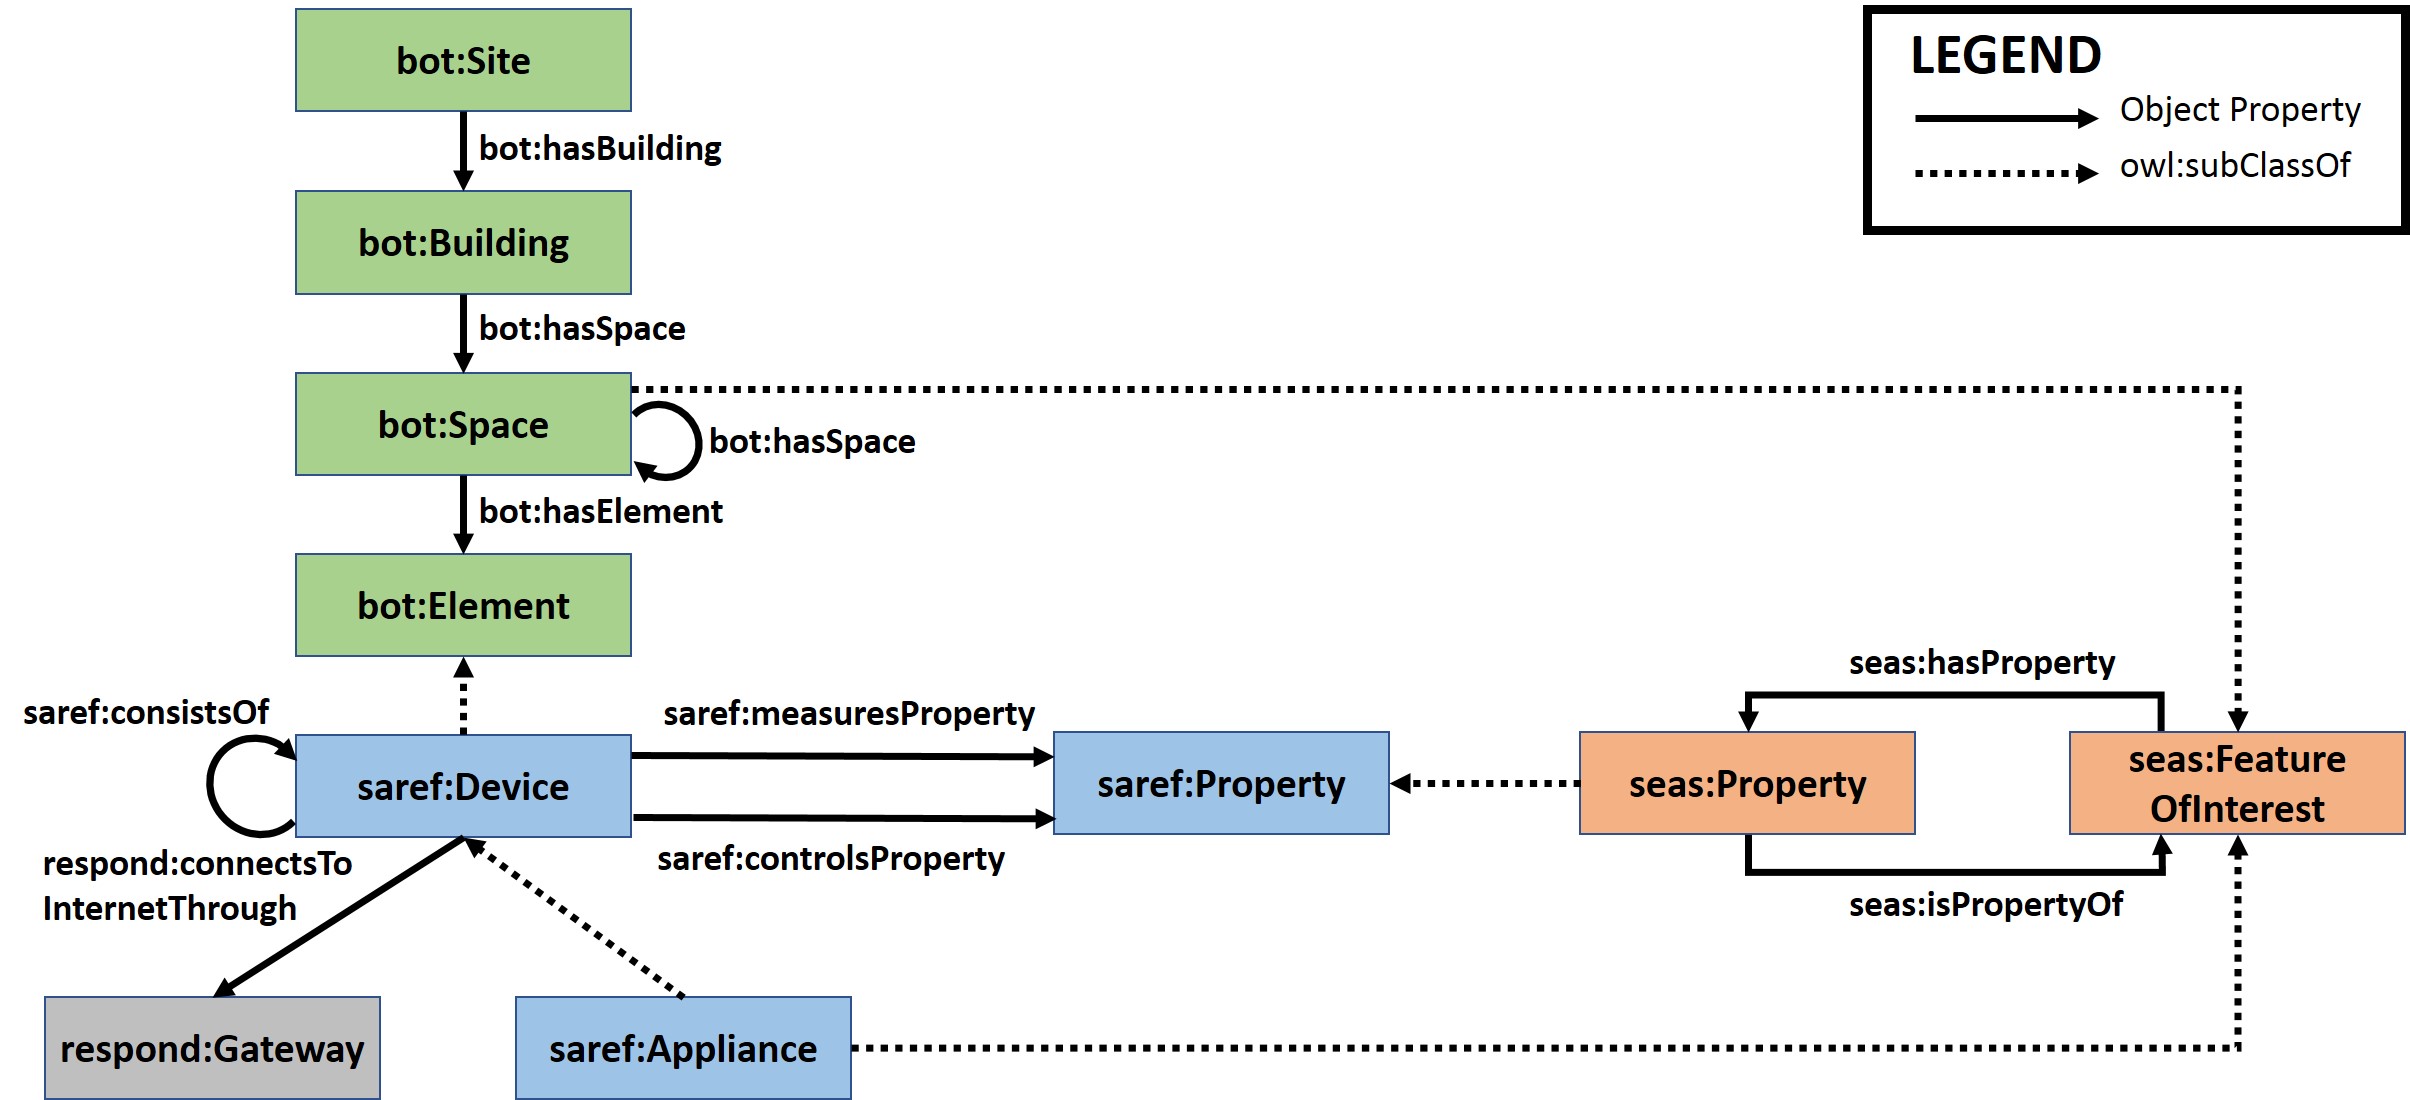 bot:Site
LEGEND
Object Property
owl:subClassOf
bot:hasBuilding
bot:Building
bot:hasSpace
bot:Space
bot:hasSpace
bot:hasElement
bot:Element
seas:hasProperty
saref:consistsOf
saref:measuresProperty
saref:Device
saref:Property
seas:Property
seas:Feature
OfInterest
saref:controlsProperty
respond:connectsTo
InternetThrough
seas:isPropertyOf
respond:Gateway
saref:Appliance